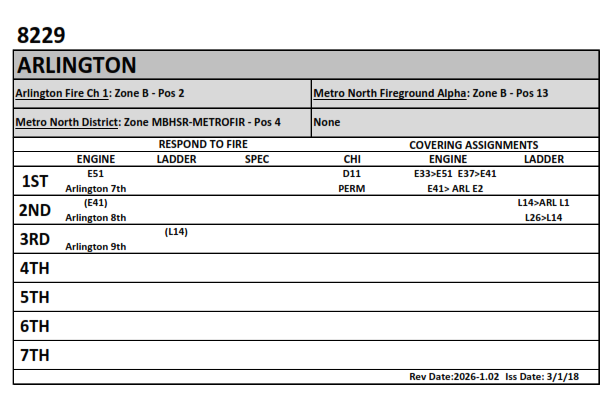 8229
ARLINGTON
Arlington Fire Ch 1: Zone B - Pos 2 Metro North Fireground Alpha: Zone B - Pos 13
Metro North District: Zone MBHSR-METROFIR - Pos 4 None
RESPOND TO FIRE COVERING ASSIGNMENTS
ENGINE LADDER SPEC CHI ENGINE LADDER
1ST E51 D11 E33>E51 E37>E41
Arlington 7th PERM E41> ARL E2
2ND (E41) L14>ARL L1
Arlington 8th L26>L14
3RD (L14)
Arlington 9th
4TH
5TH
6TH
7TH
Rev Date:2026-1.02 Iss Date: 3/1/18